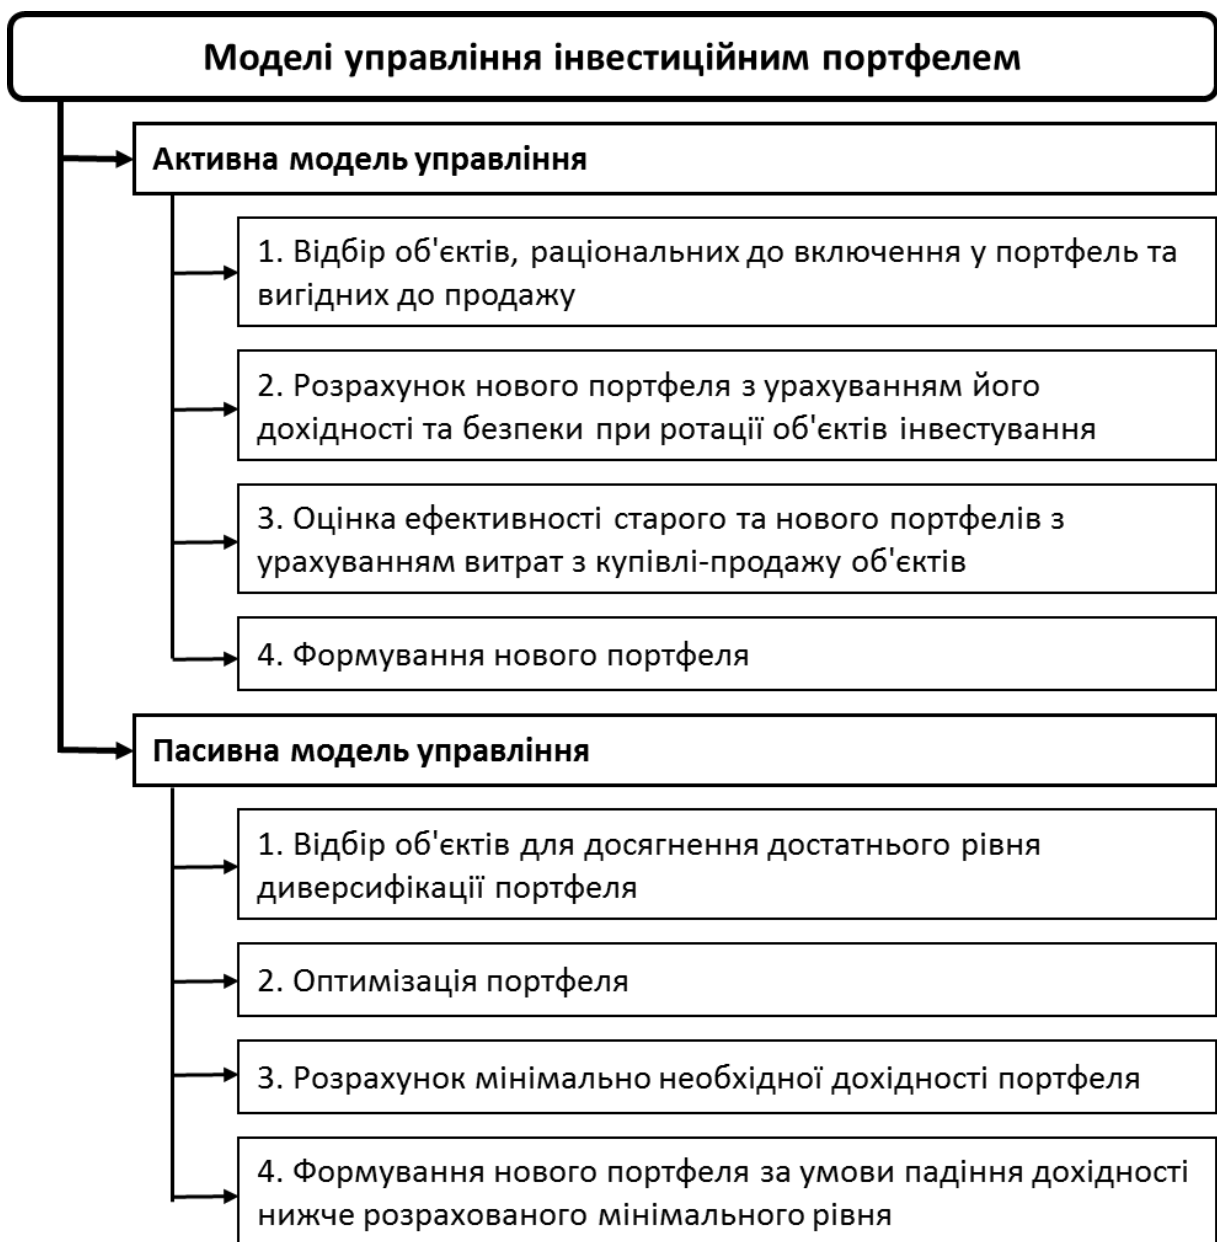 Моделі управління інвестиційним портфелем
Активна модель управління
1. Відбір об'єктів, раціональних до включення у портфель та
вигідних до продажу
2. Розрахунок нового портфеля з урахуванням його
дохідності та безпеки при ротації об'єктів інвестування
3. Оцінка ефективності старого та нового портфелів з
урахуванням витрат з купівлі-продажу об'єктів
4. Формування нового портфеля
Пасивна модель управління
1. Відбір об'єктів для досягнення достатнього рівня
диверсифікації портфеля
2. Оптимізація портфеля
3. Розрахунок мінімально необхідної дохідності портфеля
4. Формування нового портфеля за умови падіння дохідності
нижче розрахованого мінімального рівня